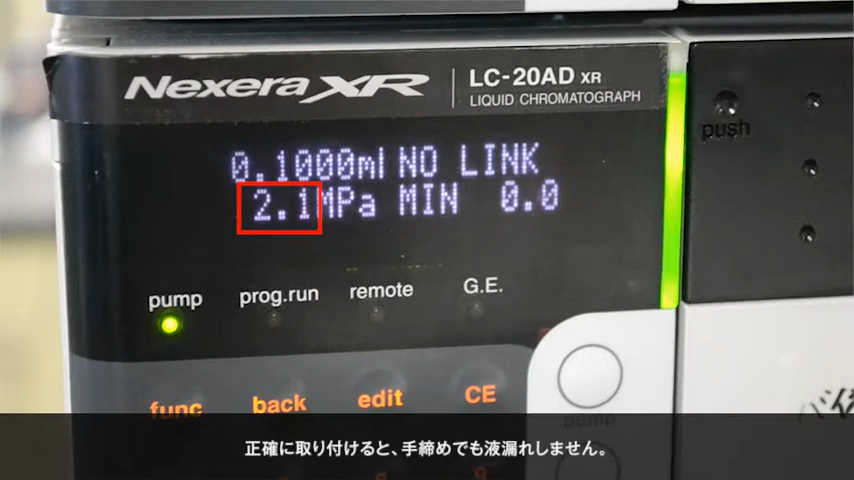 Nexera XR
LC-20AD XR
LIQUID CHROMATOGRAPH
0.1000ml NO LINK
2.1MPa MIN 0.0
push
pump
prog.run
remote
G.E.
func
back
edit
CE
pump
正確に取り付けると、手締めでも液漏れしません。